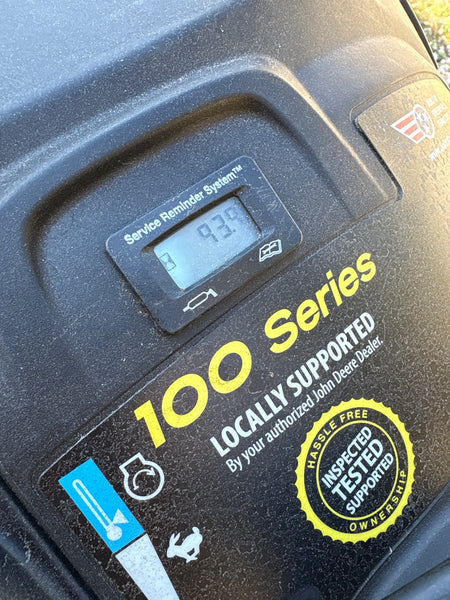 Service Reminder System™
93.9
100 Series
LOCALLY SUPPORTED
By your authorized John Deere Dealer.
HASSLE FREE
INSPECTED
TESTED
SUPPORTED
OWNERSHIP